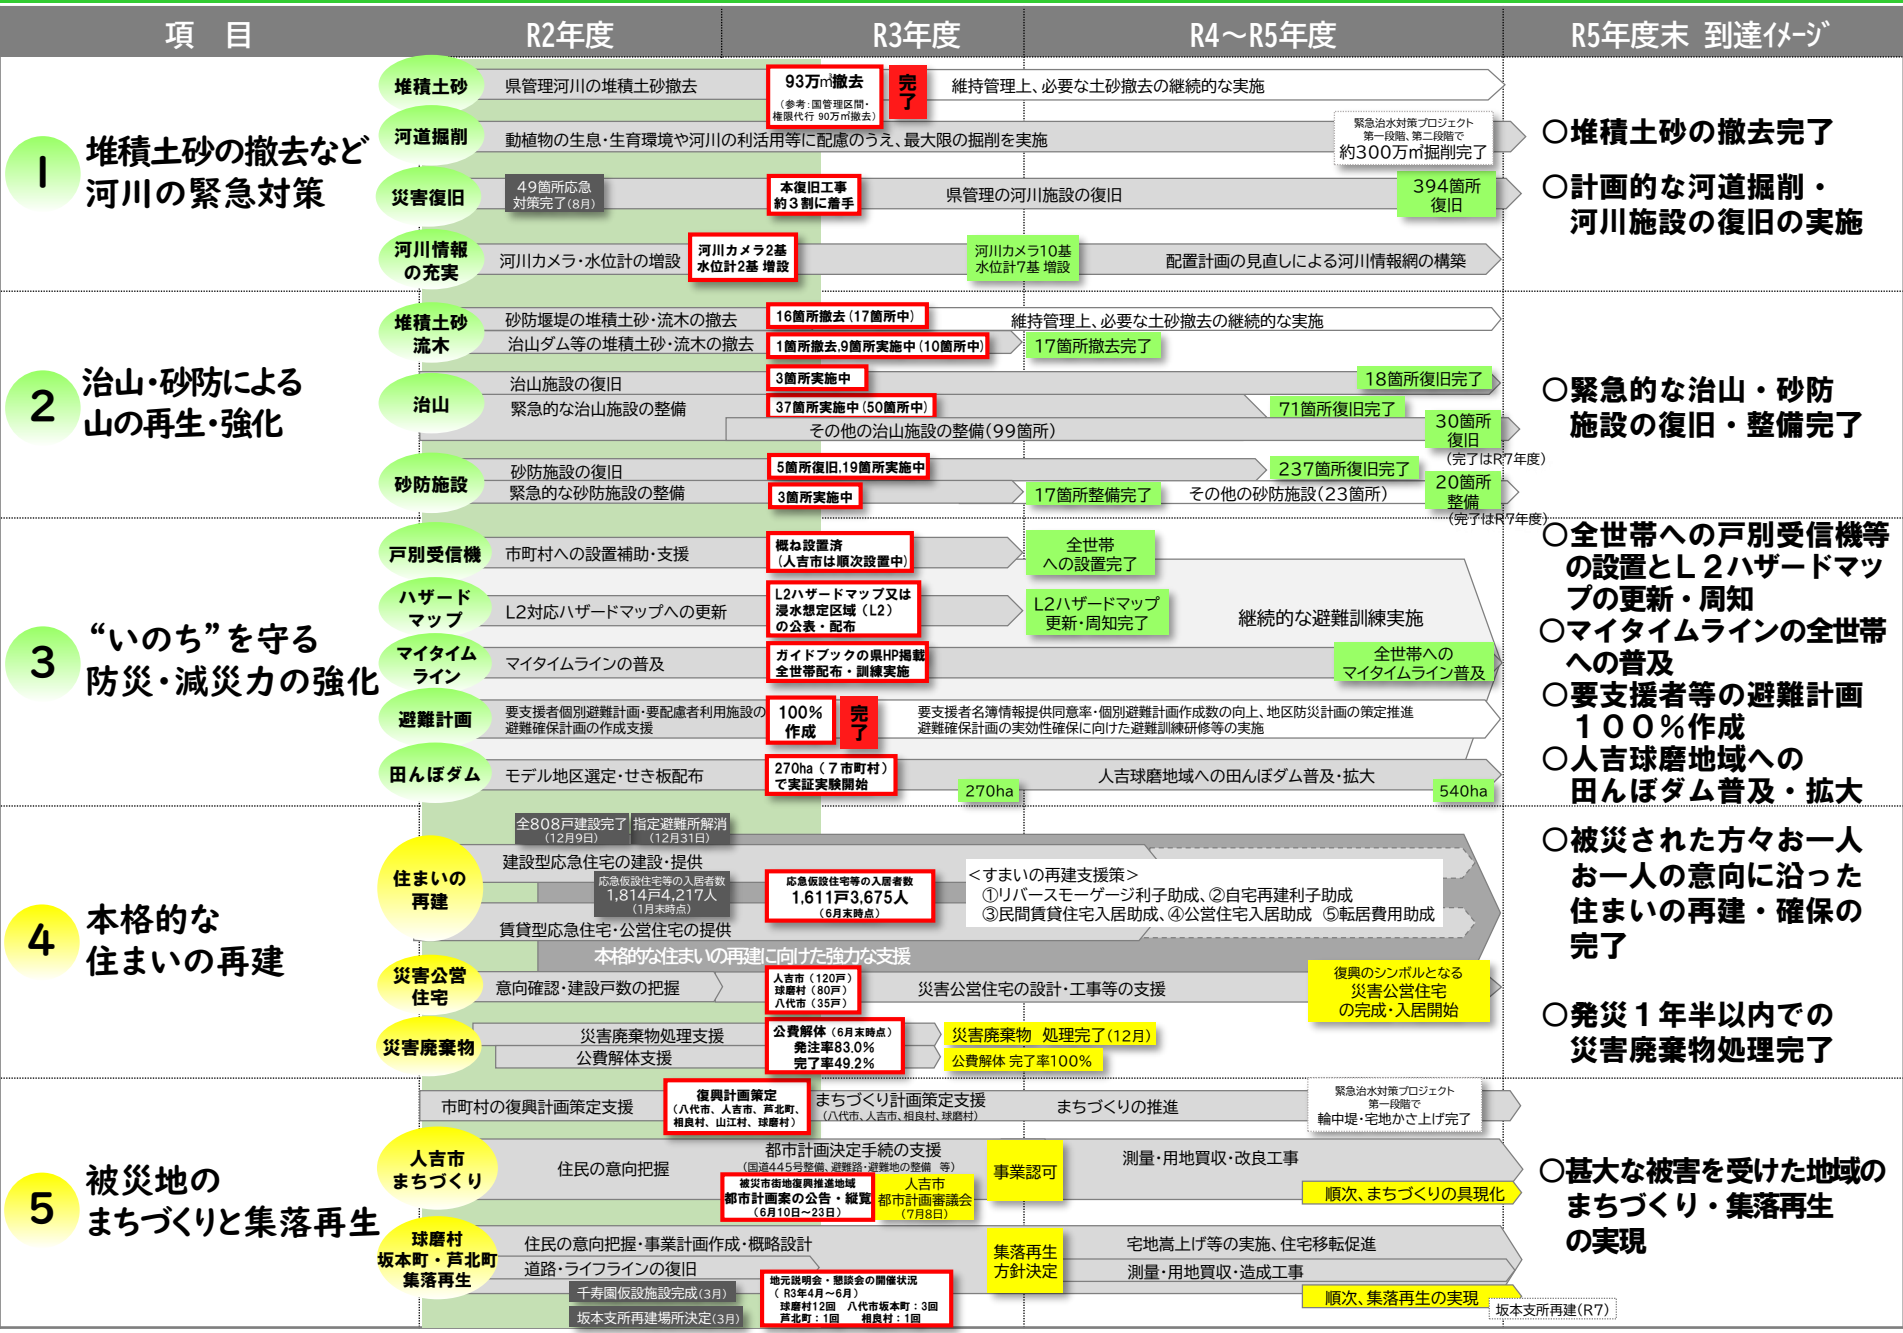 項　目
R2年度
R3年度
R4～R5年度
R5年度末 到達ｲﾒｰｼﾞ
1
堆積土砂の撤去など
河川の緊急対策
堆積土砂
県管理河川の堆積土砂撤去
93万㎥撤去
（参考：国管理区間・
権限代行 90万㎥撤去）
完了
維持管理上、必要な土砂撤去の継続的な実施
河道掘削
動植物の生息・生育環境や河川の利活用等に配慮のうえ、最大限の掘削を実施
緊急治水対策プロジェクト
第一段階、第二段階で
約300万㎥掘削完了
災害復旧
49箇所応急
対策完了(8月)
本復旧工事
約３割に着手
県管理の河川施設の復旧
394箇所
復旧
河川情報
の充実
河川カメラ・水位計の増設
河川カメラ2基
水位計2基 増設
河川カメラ10基
水位計7基 増設
配置計画の見直しによる河川情報網の構築
〇堆積土砂の撤去完了
〇計画的な河道掘削・
河川施設の復旧の実施
2
治山・砂防による
山の再生・強化
堆積土砂
流木
砂防堰堤の堆積土砂・流木の撤去
16箇所撤去(17箇所中)
維持管理上、必要な土砂撤去の継続的な実施
治山ダム等の堆積土砂・流木の撤去
1箇所撤去,9箇所実施中(10箇所中)
17箇所撤去完了
治山
治山施設の復旧
3箇所実施中
18箇所復旧完了
緊急的な治山施設の整備
37箇所実施中(50箇所中)
71箇所復旧完了
その他の治山施設の整備(99箇所)
30箇所
復旧
(完了はR7年度)
砂防施設
砂防施設の復旧
5箇所復旧,19箇所実施中
237箇所復旧完了
緊急的な砂防施設の整備
3箇所実施中
17箇所整備完了
その他の砂防施設(23箇所)
20箇所
整備
(完了はR7年度)
〇緊急的な治山・砂防
施設の復旧・整備完了
3
“いのち”を守る
防災・減災力の強化
戸別受信機
市町村への設置補助・支援
概ね設置済
(人吉市は順次設置中)
全世帯
への設置完了
ハザード
マップ
L2対応ハザードマップへの更新
L2ハザードマップ又は
浸水想定区域（L2）
の公表・配布
L2ハザードマップ
更新・周知完了
継続的な避難訓練実施
マイタイム
ライン
マイタイムラインの普及
ガイドブックの県HP掲載
全世帯配布・訓練実施
全世帯への
マイタイムライン普及
避難計画
要支援者個別避難計画・要配慮者利用施設の
避難確保計画の作成支援
100%
作成
完了
要支援者名簿情報提供同意率・個別避難計画作成数の向上、地区防災計画の策定推進
避難確保計画の実効性確保に向けた避難訓練研修等の実施
田んぼダム
モデル地区選定・せき板配布
270ha（７市町村）
で実証実験開始
270ha
人吉球磨地域への田んぼダム普及・拡大
540ha
〇全世帯への戸別受信機等
の設置とＬ２ハザードマッ
プの更新・周知
〇マイタイムラインの全世帯
への普及
〇要支援者等の避難計画
１００％作成
〇人吉球磨地域への
田んぼダム普及・拡大
4
本格的な
住まいの再建
住まいの
再建
全808戸建設完了
(12月9日)
指定避難所解消
(12月31日)
建設型応急住宅の建設・提供
応急仮設住宅等の入居者数
1,814戸4,217人
(1月末時点)
応急仮設住宅等の入居者数
1,611戸3,675人
(6月末時点)
＜すまいの再建支援策＞
①リバースモーゲージ利子助成、②自宅再建利子助成
③民間賃貸住宅入居助成、④公営住宅入居助成 ⑤転居費用助成
賃貸型応急住宅・公営住宅の提供
本格的な住まいの再建に向けた強力な支援
災害公営
住宅
意向確認・建設戸数の把握
人吉市（120戸）
球磨村（80戸）
八代市（35戸）
災害公営住宅の設計・工事等の支援
復興のシンボルとなる
災害公営住宅
の完成・入居開始
災害廃棄物
災害廃棄物処理支援
公費解体支援
公費解体（6月末時点）
発注率83.0%
完了率49.2%
災害廃棄物 処理完了(12月)
公費解体 完了率100%
〇被災された方々お一人
お一人の意向に沿った
住まいの再建・確保の
完了
〇発災１年半以内での
災害廃棄物処理完了
5
被災地の
まちづくりと集落再生
市町村の復興計画策定支援
復興計画策定
（八代市、人吉市、芦北町、
相良村、山江村、球磨村）
まちづくり計画策定支援
(八代市、人吉市、相良村、球磨村)
まちづくりの推進
緊急治水対策プロジェクト
第一段階で
輪中堤・宅地かさ上げ完了
人吉市
まちづくり
住民の意向把握
都市計画決定手続の支援
(国道445号整備、避難路・避難地の整備 等)
被災市街地復興推進地域
都市計画案の公告・縦覧
(6月10日～23日)
人吉市
都市計画審議会
(7月8日)
事業認可
測量・用地買収・改良工事
順次、まちづくりの具現化
球磨村
坂本町・芦北町
集落再生
住民の意向把握・事業計画作成・概略設計
道路・ライフラインの復旧
千寿園仮設施設完成(3月)
坂本支所再建場所決定(3月)
地元説明会・懇談会の開催状況
（ R3年4月～6月）
球磨村12回　八代市坂本町：3回
芦北町：1回　相良村：1回
集落再生
方針決定
宅地嵩上げ等の実施、住宅移転促進
測量・用地買収・造成工事
順次、集落再生の実現
坂本支所再建(R7)
〇甚大な被害を受けた地域の
まちづくり・集落再生
の実現